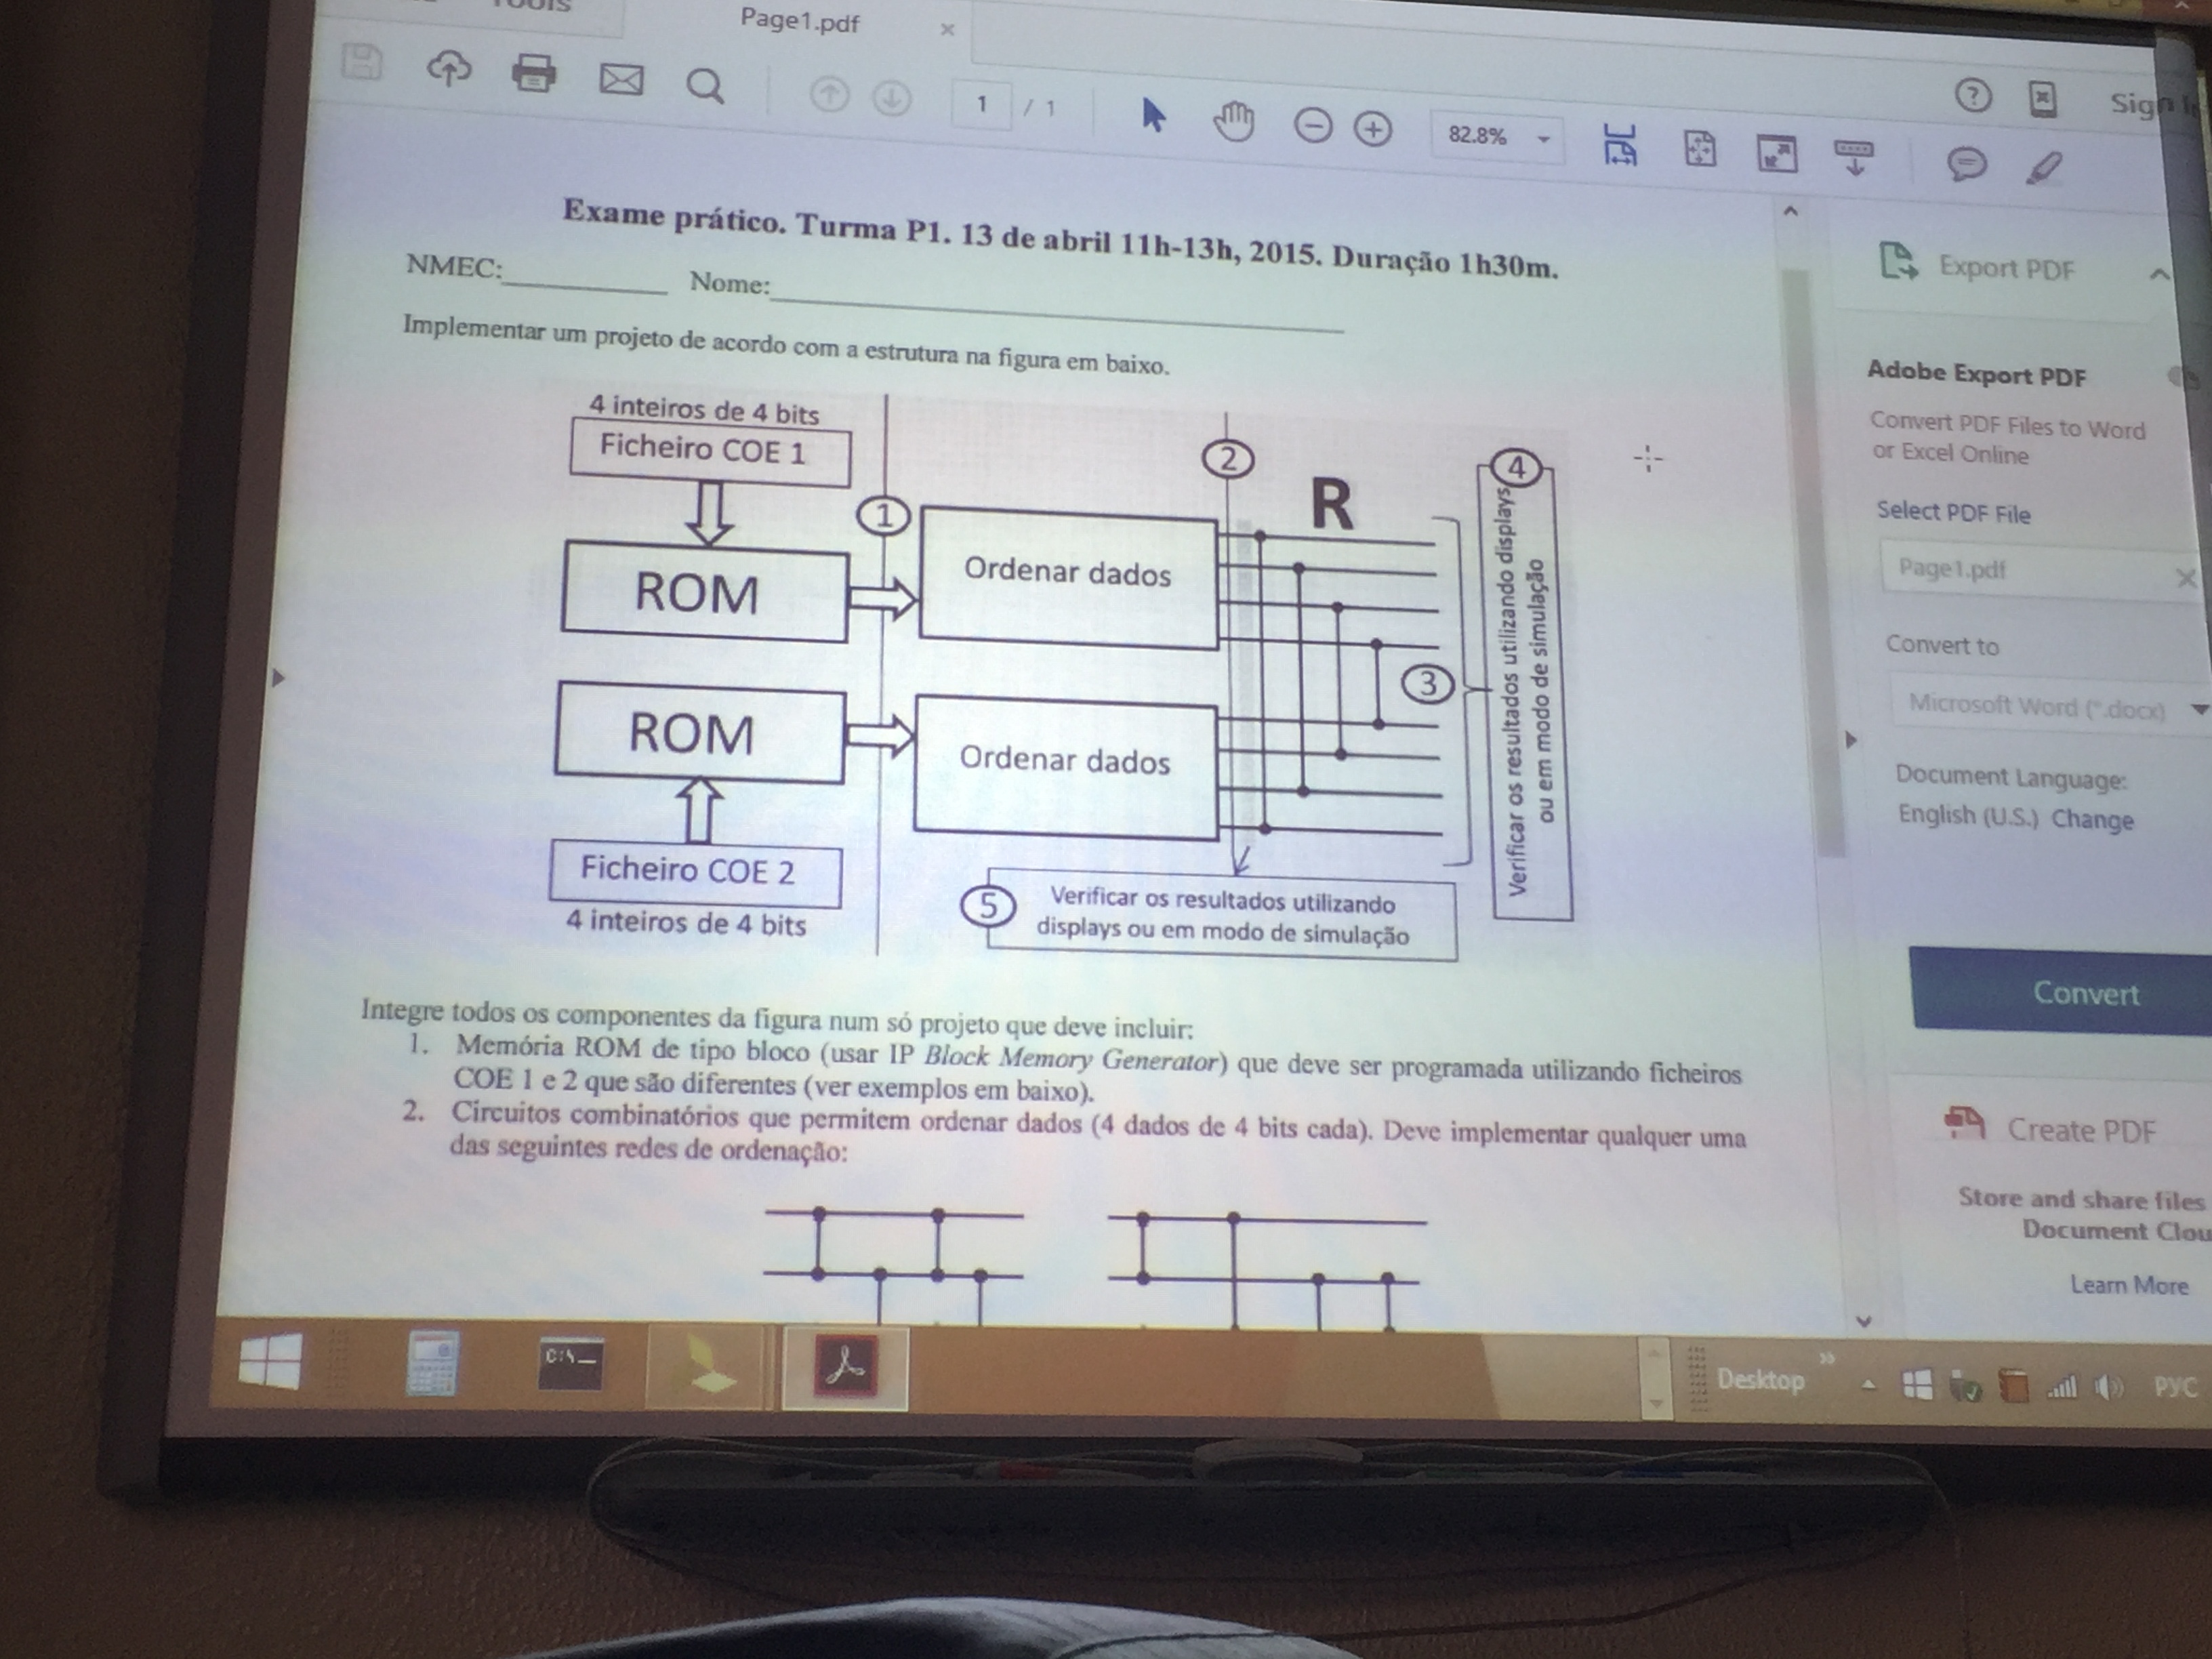 Page1.pdf
1 / 1
82.8%
Exame prático. Turma P1. 13 de abril 11h-13h, 2015. Duração 1h30m.
NMEC:__________ Nome:__________________________________
Implementar um projeto de acordo com a estrutura na figura em baixo.
4 inteiros de 4 bits
Ficheiro COE 1
ROM
1
Ordenar dados
2
R
3
4
Verificar os resultados utilizando displays
ou em modo de simulação
ROM
Ordenar dados
Ficheiro COE 2
4 inteiros de 4 bits
5
Verificar os resultados utilizando
displays ou em modo de simulação
Integre todos os componentes da figura num só projeto que deve incluir:
1. Memória ROM de tipo bloco (usar IP Block Memory Generator) que deve ser programada utilizando ficheiros
COE 1 e 2 que são diferentes (ver exemplos em baixo).
2. Circuitos combinatórios que permitem ordenar dados (4 dados de 4 bits cada). Deve implementar qualquer uma
das seguintes redes de ordenação:
Sign
Export PDF
Adobe Export PDF
Convert PDF Files to Word
or Excel Online
Select PDF File
Page1.pdf
Convert to
Microsoft Word (*.docx)
Document Language:
English (U.S.) Change
Convert
Create PDF
Store and share files
Document Clou
Learn More
C:\_
Desktop
РУС